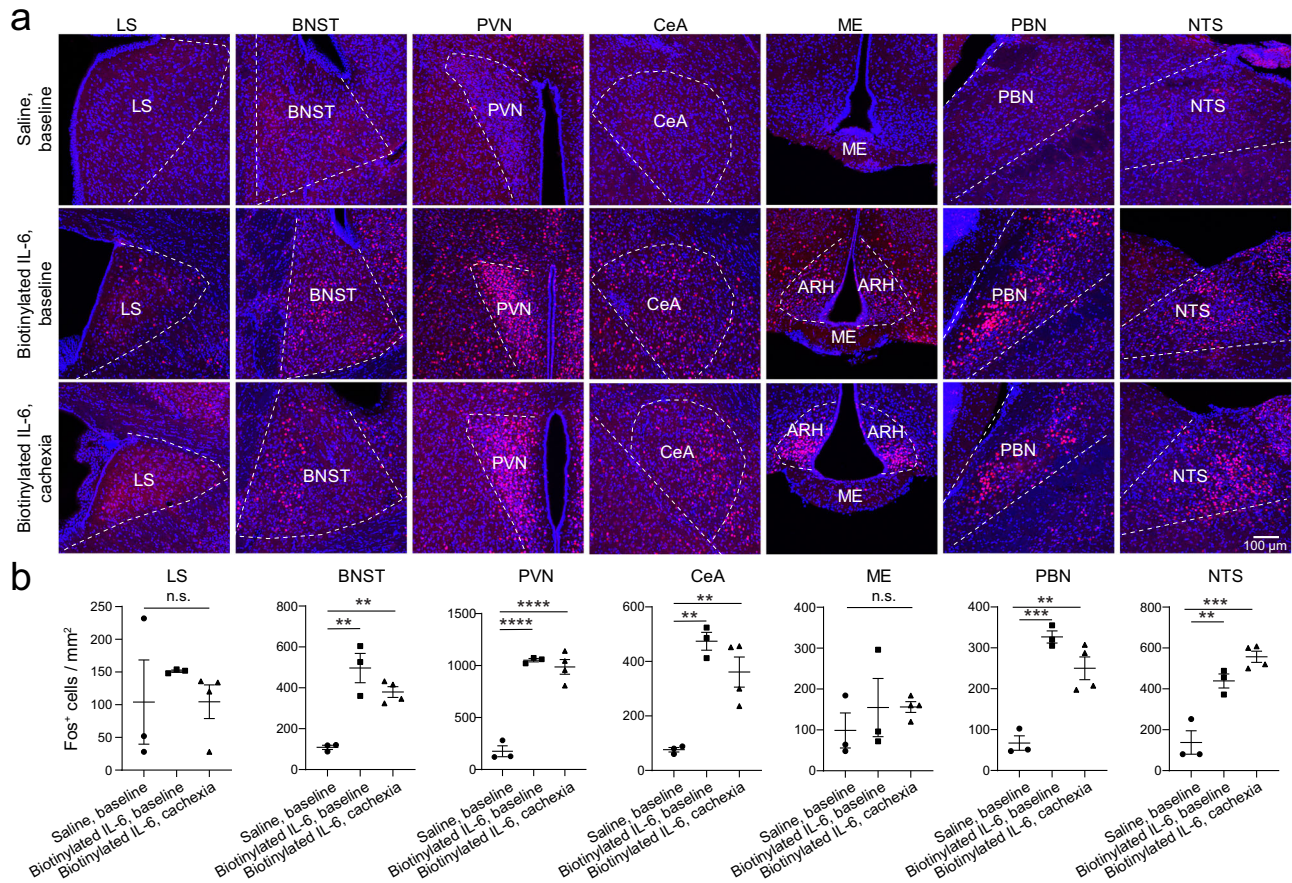 a
LS BNST PVN CeA ME PBN NTS
Saline,
baseline
LS BNST PVN CeA ME PBN NTS
Biotinylated IL-6,
baseline
LS BNST PVN CeA ARH ARH ME PBN NTS
Biotinylated IL-6,
cachexia
LS BNST PVN CeA ARH ARH ME PBN NTS
100 µm
b
LS
n.s.
Fos⁺ cells / mm²
250
200
150
100
50
0
Saline, baseline
Biotinylated IL-6, baseline
Biotinylated IL-6, cachexia
BNST
**
**
800
600
400
200
0
Saline, baseline
Biotinylated IL-6, baseline
Biotinylated IL-6, cachexia
PVN
****
****
1500
1000
500
0
Saline, baseline
Biotinylated IL-6, baseline
Biotinylated IL-6, cachexia
CeA
**
**
600
400
200
0
Saline, baseline
Biotinylated IL-6, baseline
Biotinylated IL-6, cachexia
ME
n.s.
400
300
200
100
0
Saline, baseline
Biotinylated IL-6, baseline
Biotinylated IL-6, cachexia
PBN
**
***
400
300
200
100
0
Saline, baseline
Biotinylated IL-6, baseline
Biotinylated IL-6, cachexia
NTS
***
**
800
600
400
200
0
Saline, baseline
Biotinylated IL-6, baseline
Biotinylated IL-6, cachexia